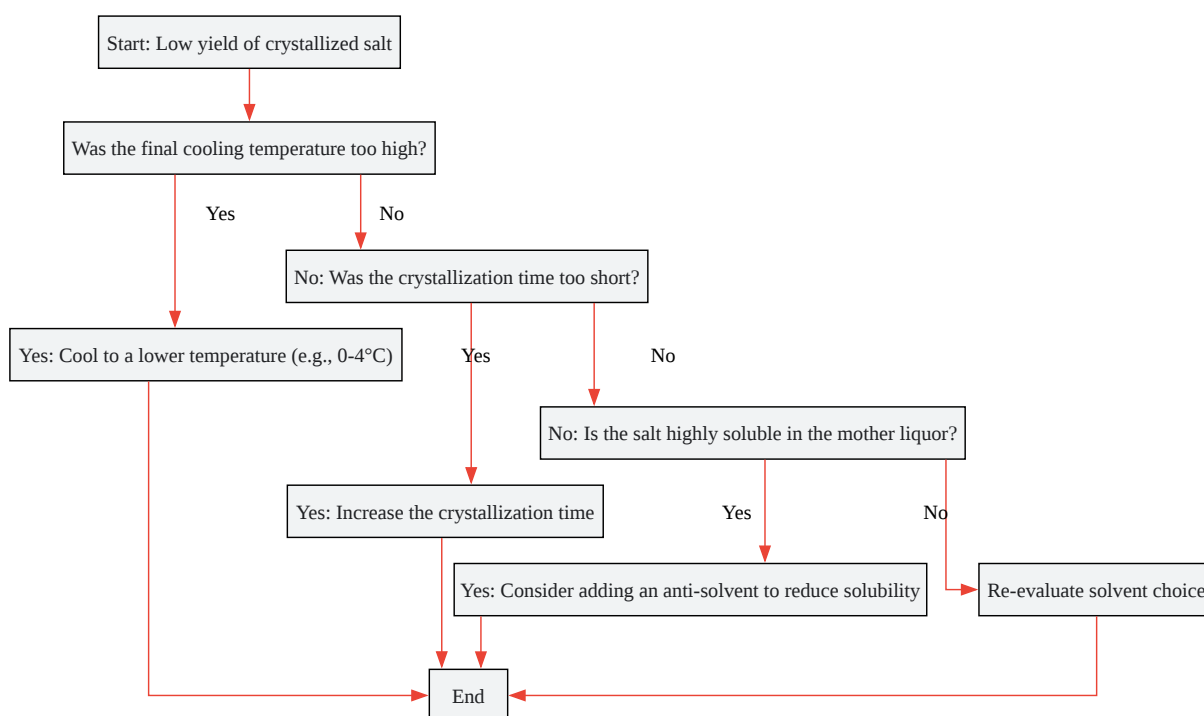 Start: Low yield of crystallized salt
Was the final cooling temperature too high?
Yes
No
No: Was the crystallization time too short?
Yes: Cool to a lower temperature (e.g., 0-4°C)
Yes
No
No: Is the salt highly soluble in the mother liquor?
Yes: Increase the crystallization time
Yes
No
Yes: Consider adding an anti-solvent to reduce solubility
Re-evaluate solvent choice
End